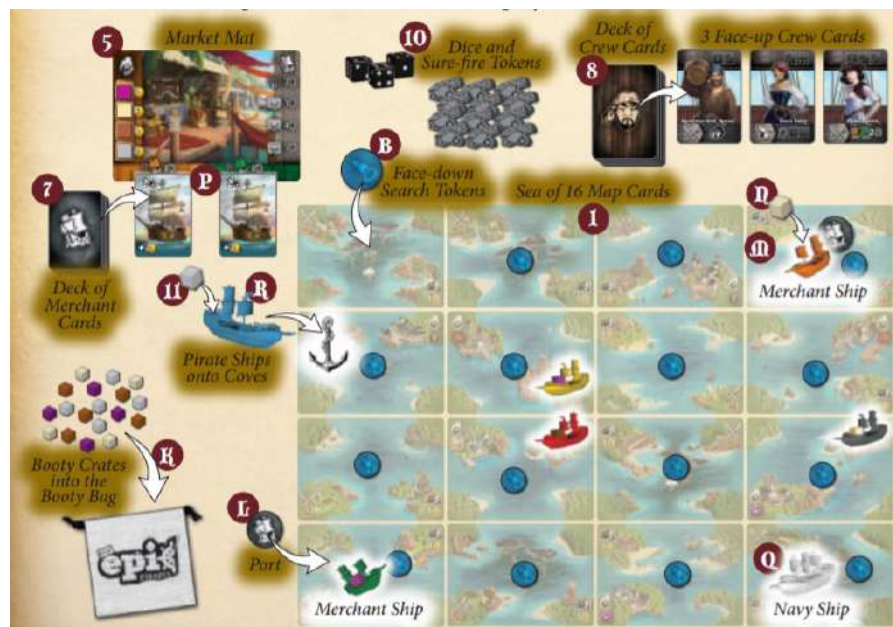 5
Market Mat
10
Dice and
Sure-fire Tokens
Deck of
Crew Cards
8
3 Face-up Crew Cards
B
Face-down
Search Tokens
Sea of 16 Map Cards
1
7
P
Deck of
Merchant
Cards
11
R
Pirate Ships
onto Coves
N
M
Merchant Ship
Booty Crates
into the
Booty Bag
K
epic
L
Port
Merchant Ship
Q
Navy Ship